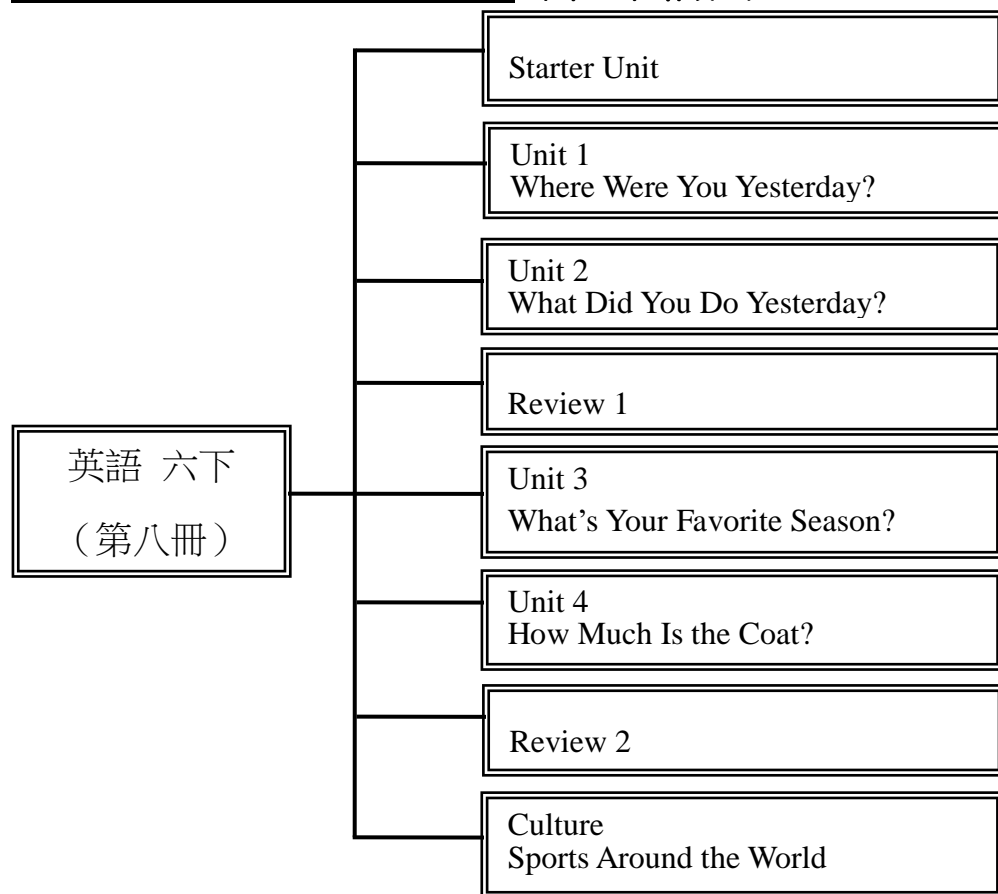 Starter Unit
Unit 1
Where Were You Yesterday?
Unit 2
What Did You Do Yesterday?
Review 1
英語 六下
（第八冊）
Unit 3
What’s Your Favorite Season?
Unit 4
How Much Is the Coat?
Review 2
Culture
Sports Around the World